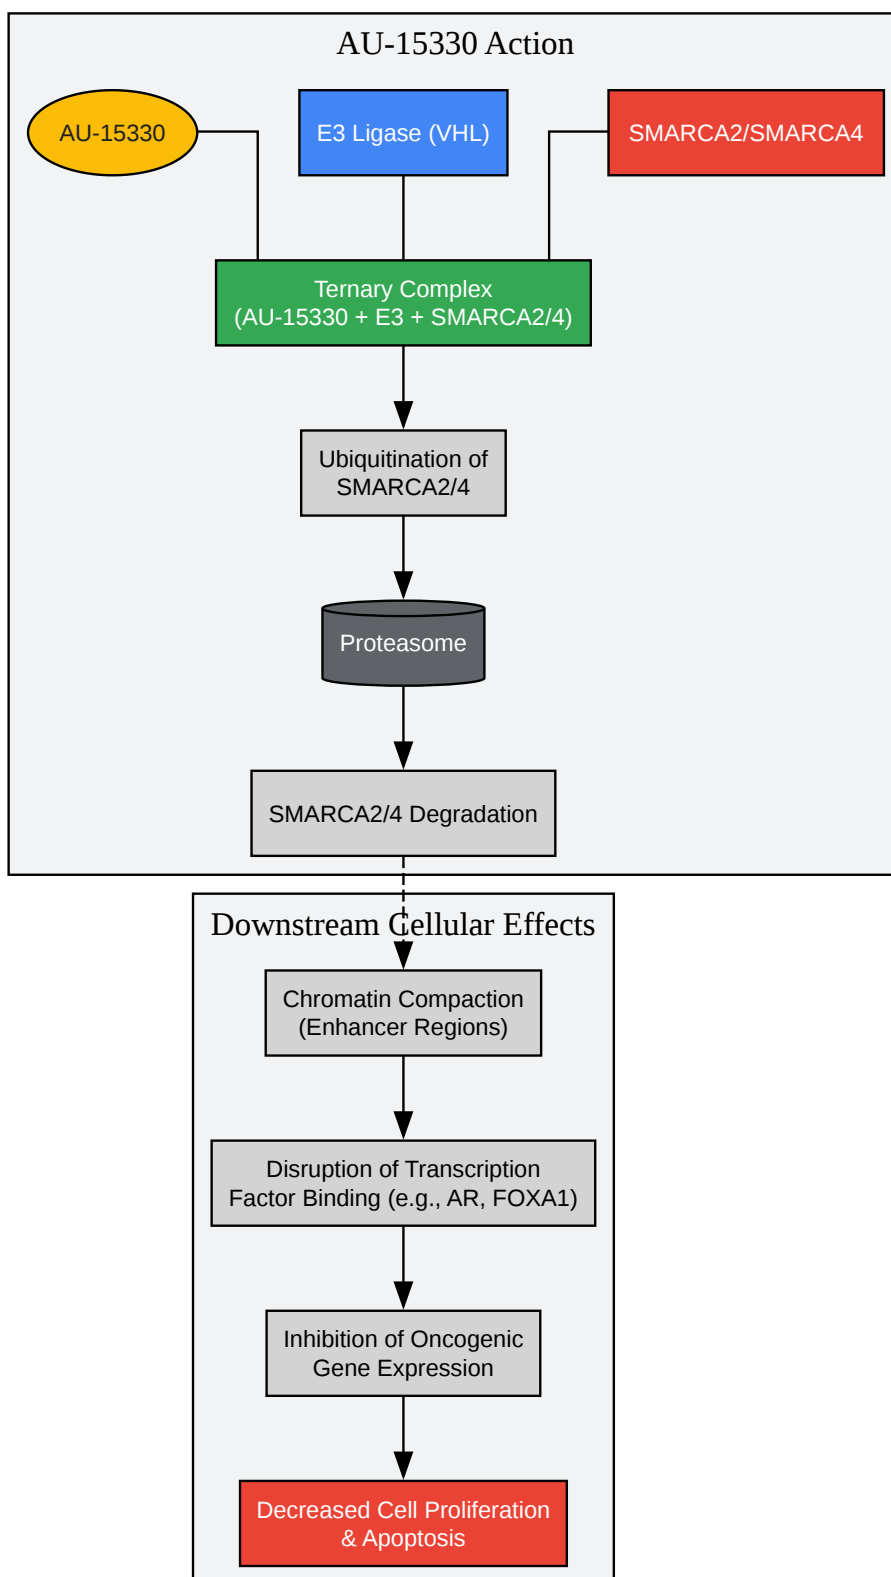 AU-15330 Action
AU-15330
E3 Ligase (VHL)
SMARCA2/SMARCA4
Ternary Complex
(AU-15330 + E3 + SMARCA2/4)
Ubiquitination of
SMARCA2/4
Proteasome
SMARCA2/4 Degradation
Downstream Cellular Effects
Chromatin Compaction
(Enhancer Regions)
Disruption of Transcription
Factor Binding (e.g., AR, FOXA1)
Inhibition of Oncogenic
Gene Expression
Decreased Cell Proliferation
& Apoptosis